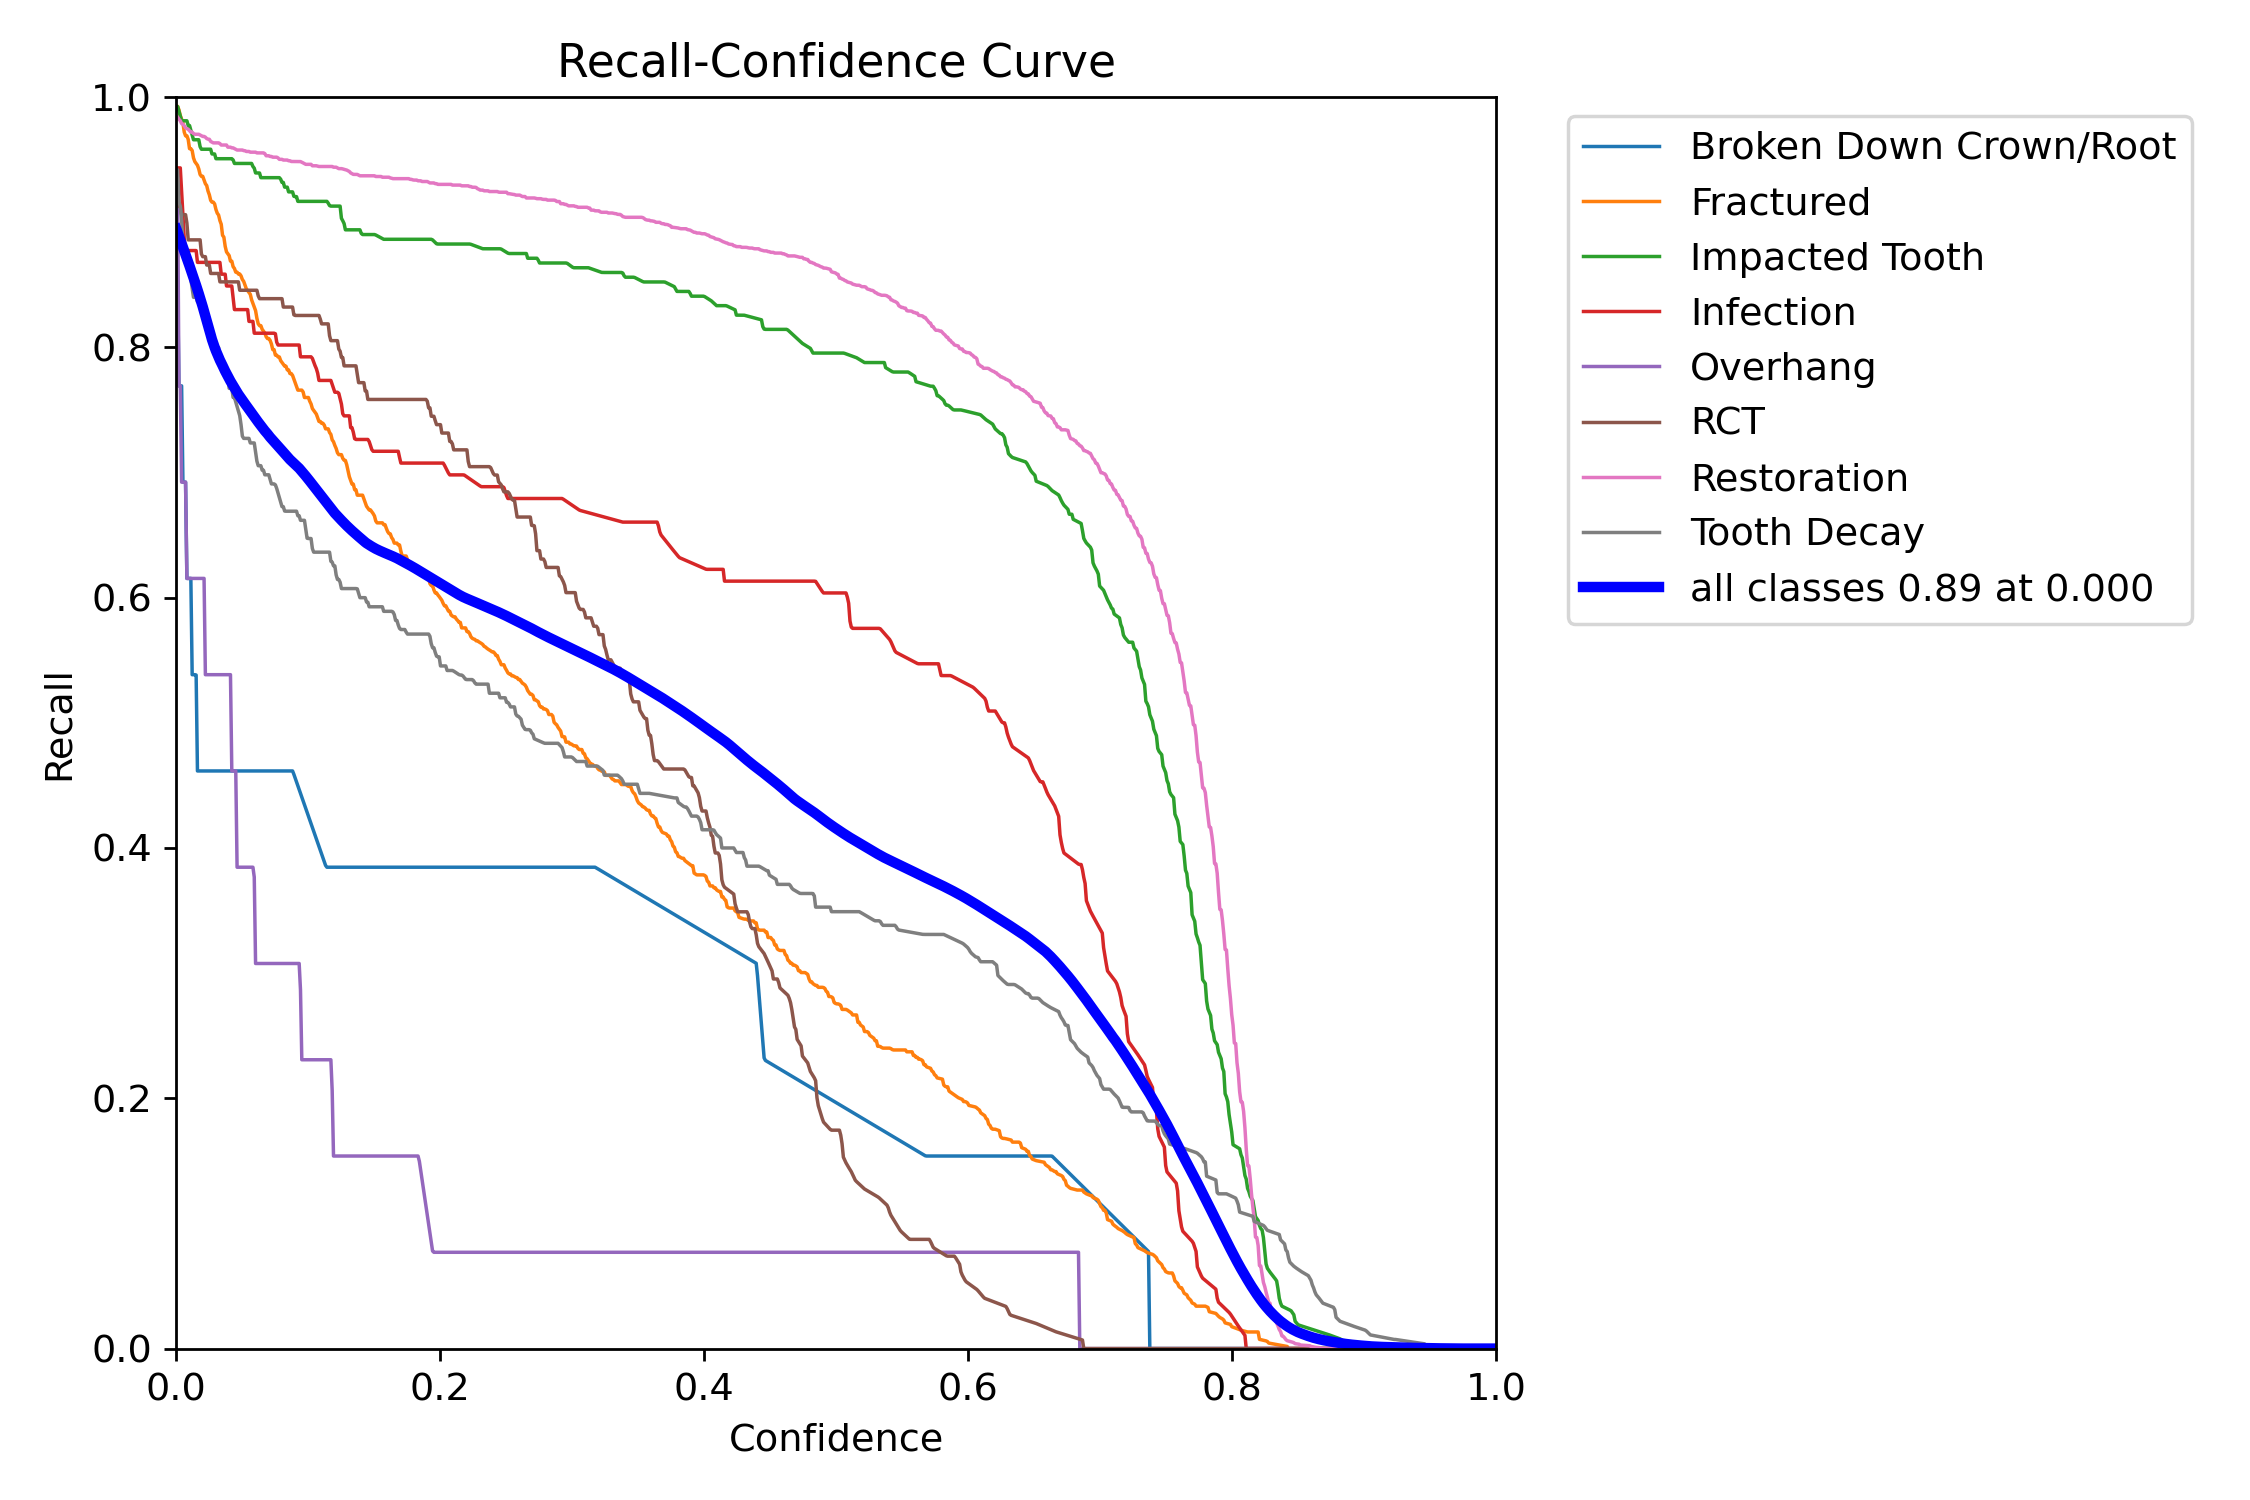 Recall-Confidence Curve
1.0
0.8
0.6
0.4
0.2
0.0
Recall
0.0 0.2 0.4 0.6 0.8 1.0
Confidence
Broken Down Crown/Root
Fractured
Impacted Tooth
Infection
Overhang
RCT
Restoration
Tooth Decay
all classes 0.89 at 0.000